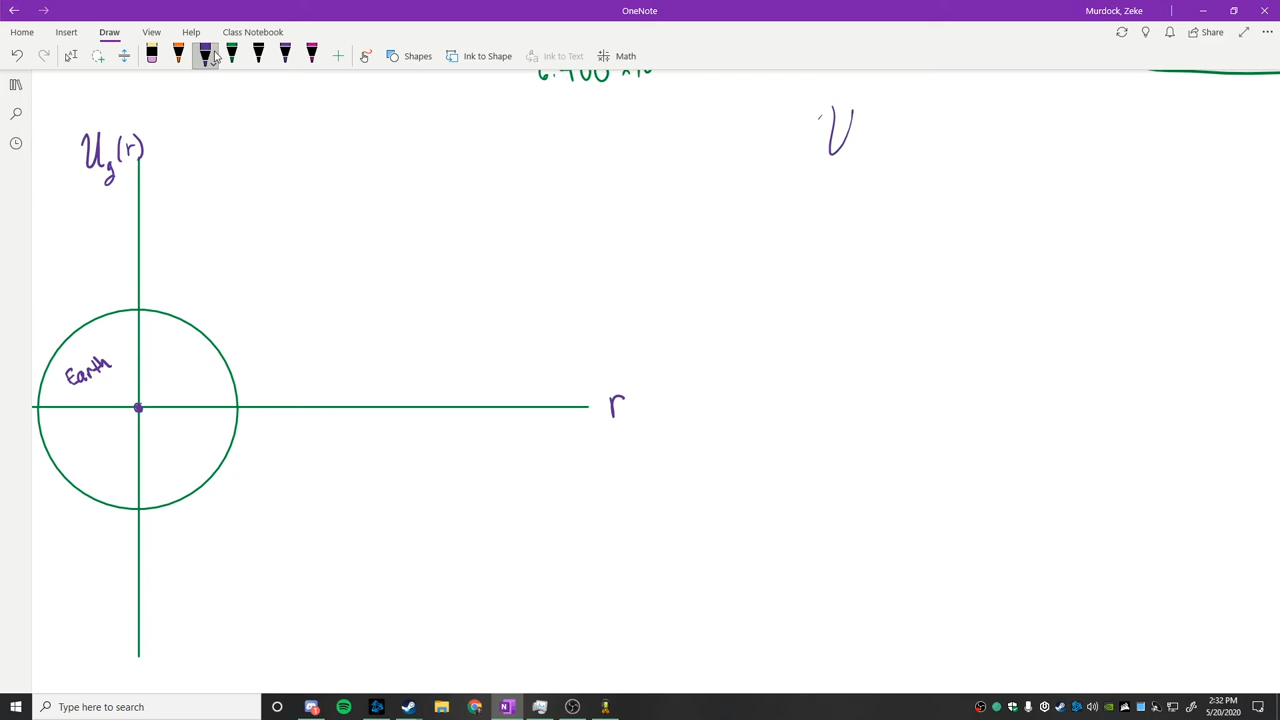 OneNote
Murdock, Zeke
Home Insert Draw View Help Class Notebook
Share
Shapes Ink to Shape Ink to Text Math
U
Ug(r)
Earth
r
Type here to search
2:32 PM
5/20/2020